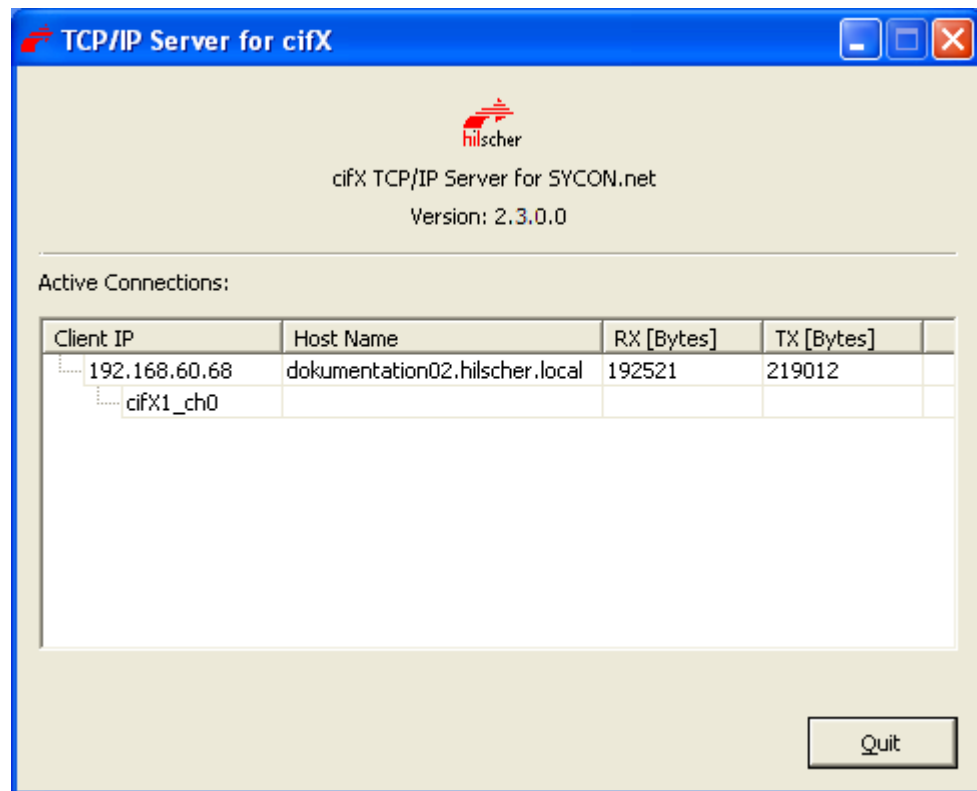 TCP/IP Server for cifX
hilscher
cifX TCP/IP Server for SYCON.net
Version: 2.3.0.0
Active Connections:
Client IP Host Name RX [Bytes] TX [Bytes]
192.168.60.68 dokumentation02.hilscher.local 192521 219012
cifX1_ch0
Quit